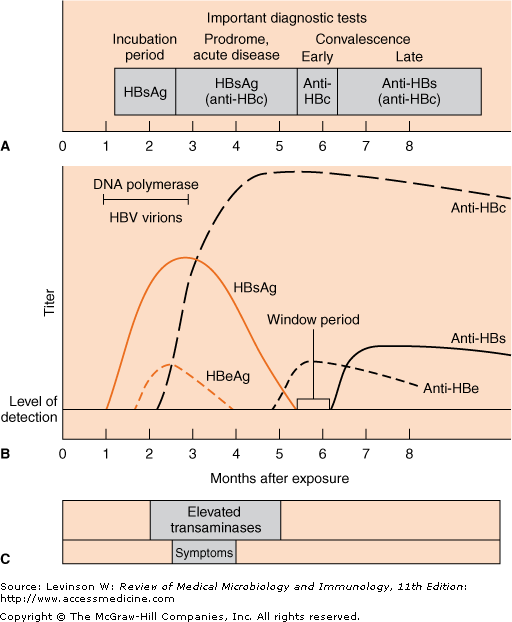 Important diagnostic tests
Incubation
period
Prodrome,
acute disease
Convalescence
Early
Late
HBsAg
HBsAg
(anti-HBc)
Anti-
HBc
Anti-HBs
(anti-HBc)
0 1 2 3 4 5 6 7 8
A
DNA polymerase
HBV virions
Anti-HBc
HBsAg
Window period
Titer
Anti-HBs
HBeAg
Anti-HBe
Level of
detection
0 1 2 3 4 5 6 7 8
B
Months after exposure
Elevated
transaminases
Symptoms
C
Source: Levinson W: Review of Medical Microbiology and Immunology, 11th Edition:
http://www.accessmedicine.com
Copyright © The McGraw-Hill Companies, Inc. All rights reserved.